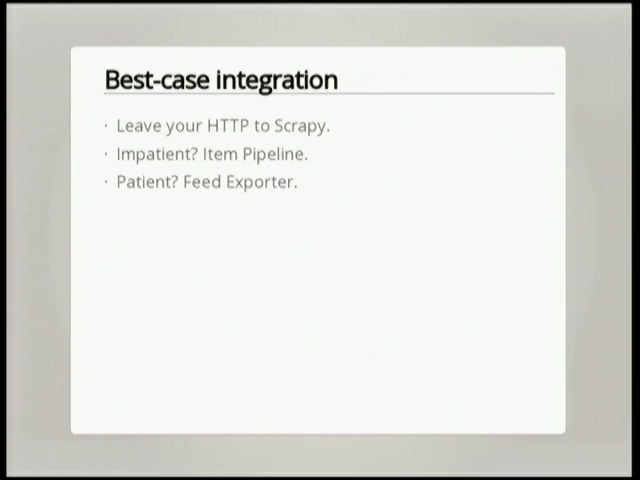 Best-case integration
· Leave your HTTP to Scrapy.
· Impatient? Item Pipeline.
· Patient? Feed Exporter.